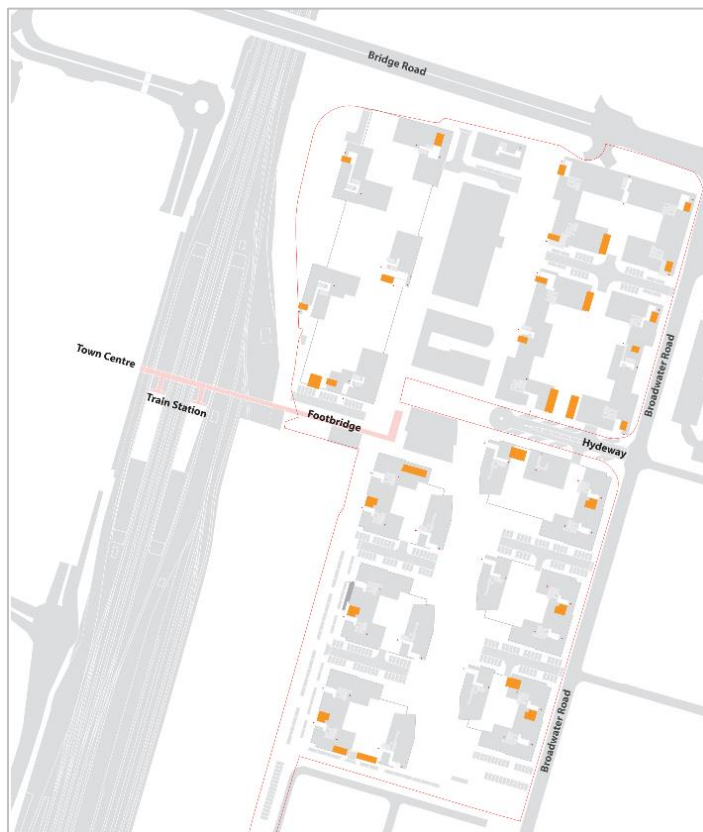 Bridge Road
Town Centre
Train Station
Footbridge
Broadwater Road
Hydeway
Broadwater Road